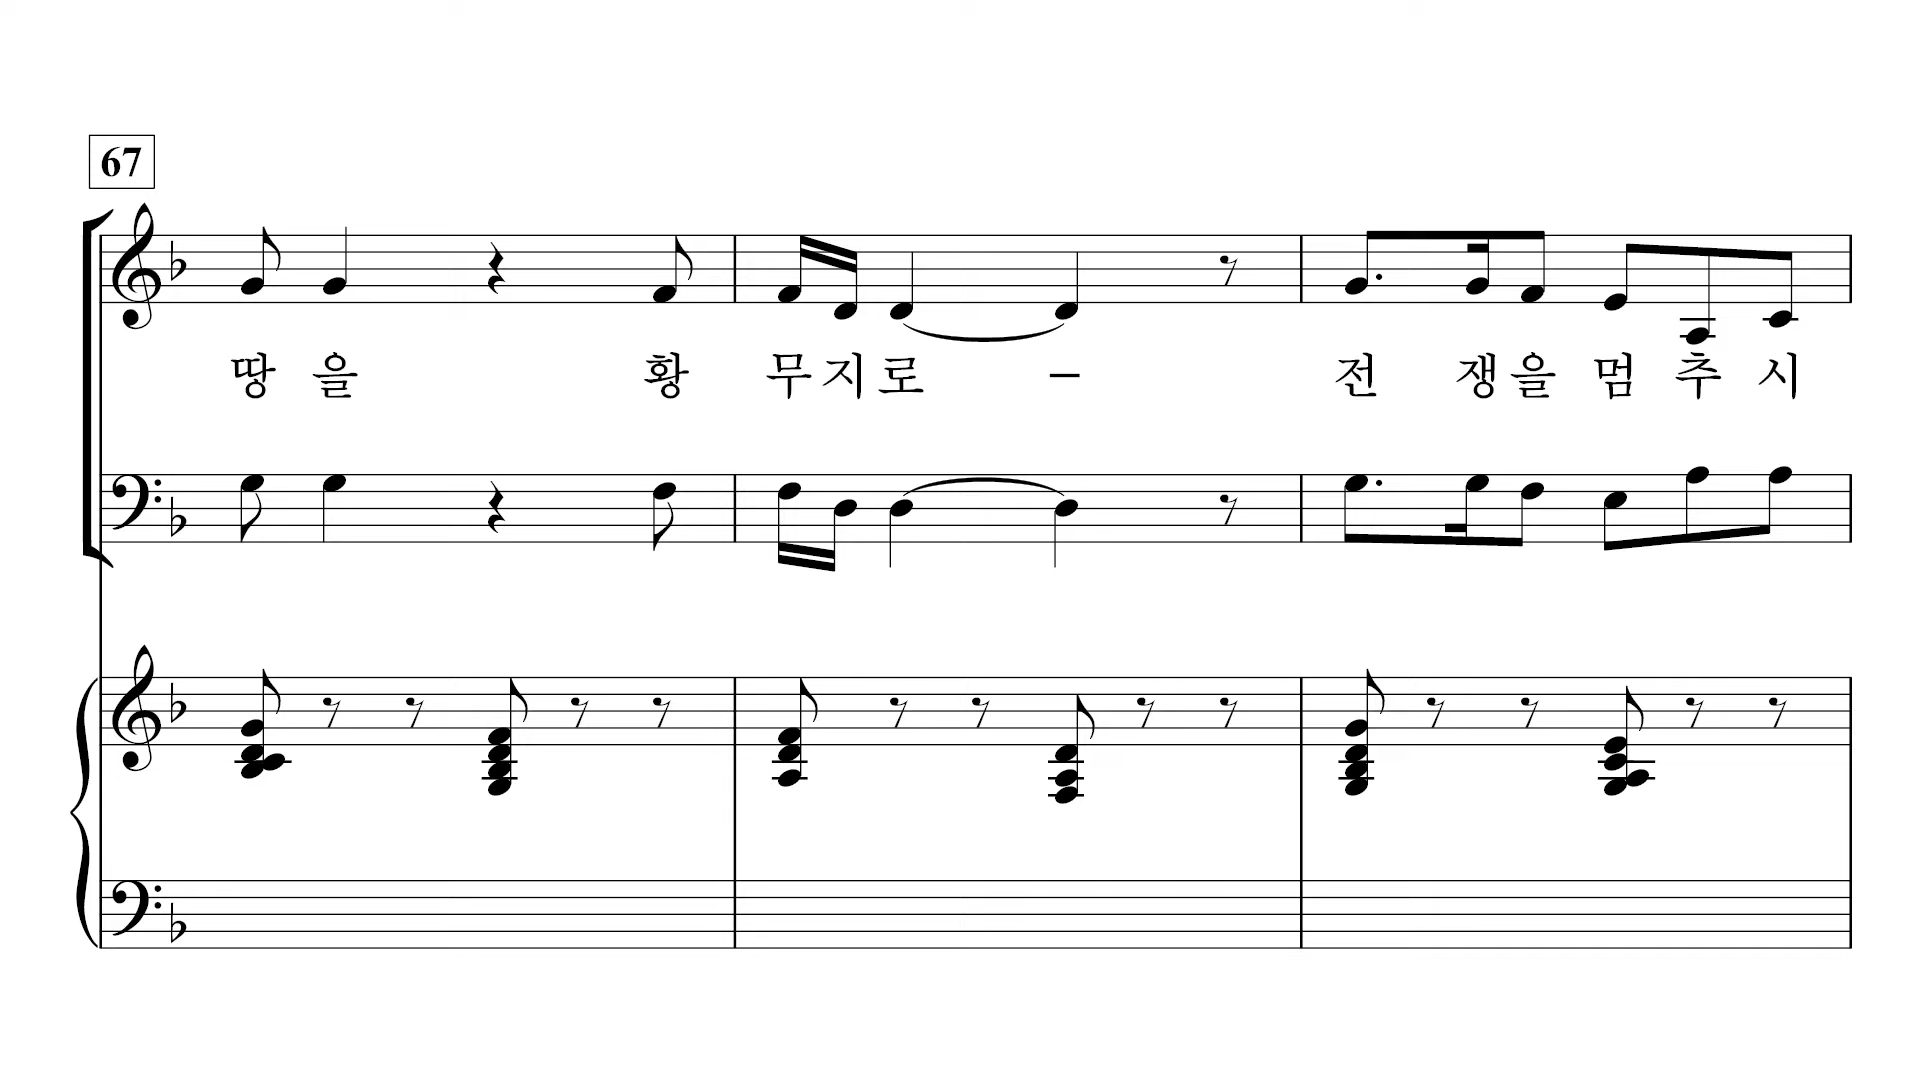 67
땅 을 황 무 지 로 – 전 쟁 을 멈 추 시